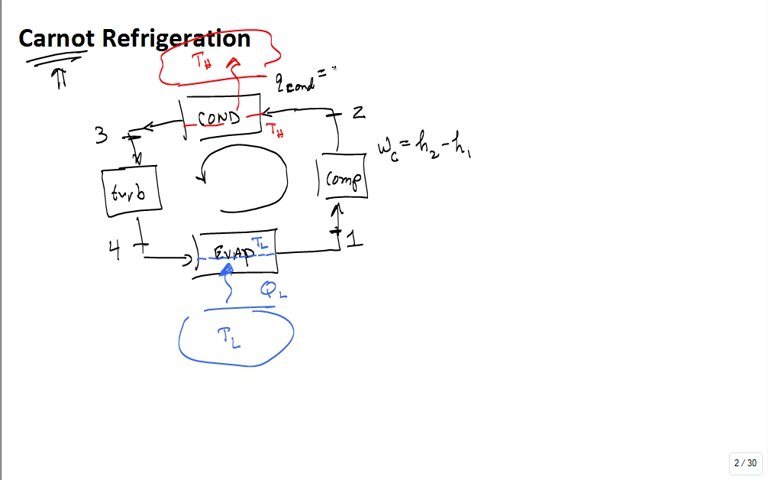 Carnot Refrigeration
π
T_H
q_cond =
COND
T_H
2
3
w_c = h_2 - h_1
turb
comp
4
EVAP
T_L
1
Q_L
T_L
2 / 30